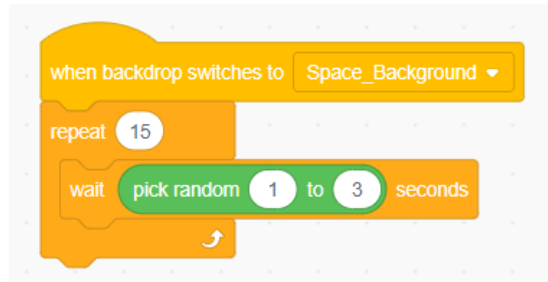 when backdrop switches to Space_Background
repeat 15
wait pick random 1 to 3 seconds